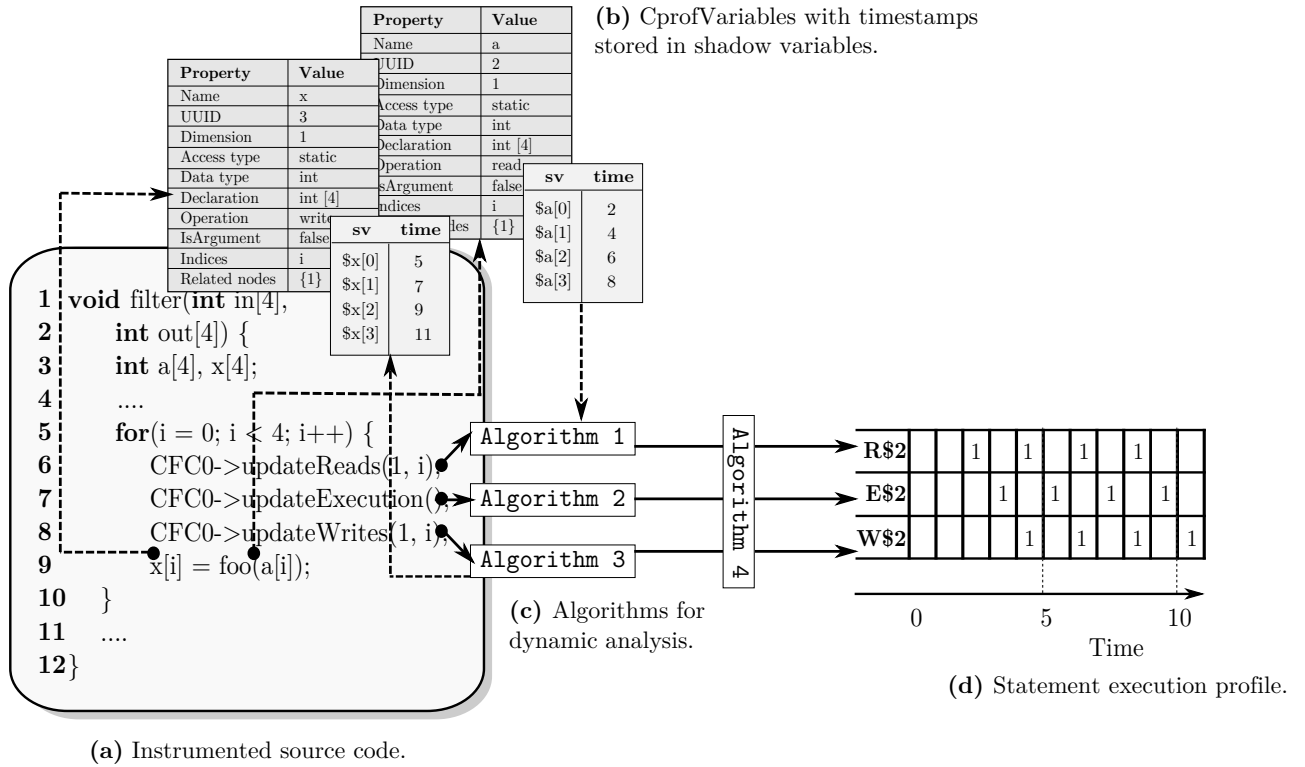 (b) CprofVariables with timestamps
stored in shadow variables.
Property Value
Name a
UUID 2
Dimension 1
Access type static
Data type int
Declaration int [4]
Operation read
IsArgument false
Indices i
{1}
sv time
$a[0] 2
$a[1] 4
$a[2] 6
$a[3] 8
Property Value
Name x
UUID 3
Dimension 1
Access type static
Data type int
Declaration int [4]
Operation write
IsArgument false
Indices i
Related nodes {1}
sv time
$x[0] 5
$x[1] 7
$x[2] 9
$x[3] 11
1 void filter(int in[4],
2 int out[4]) {
3 int a[4], x[4];
4 ....
5 for(i = 0; i < 4; i++) {
6 CFC0->updateReads(1, i);
7 CFC0->updateExecution();
8 CFC0->updateWrites(1, i);
9 x[i] = foo(a[i]);
10 }
11 ....
12 }
(a) Instrumented source code.
Algorithm 1
Algorithm 2
Algorithm 3
Algorithm 4
(c) Algorithms for
dynamic analysis.
R$2 1 1 1 1
E$2 1 1 1 1
W$2 1 1 1 1
0 5 10
Time
(d) Statement execution profile.